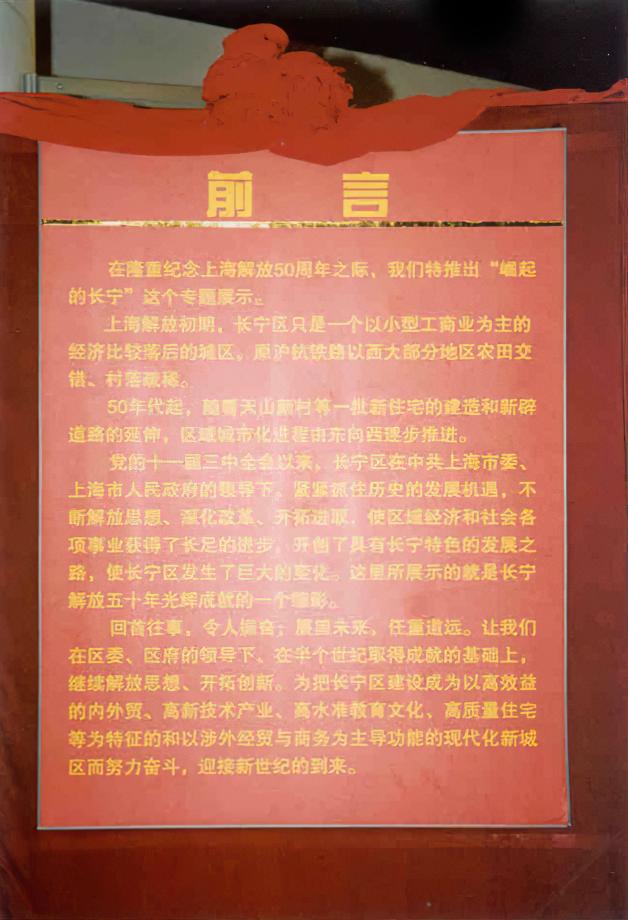 前言
在隆重纪念上海解放50周年之际，我们特推出“崛起
的长宁”这个专题展示。
上海解放初期，长宁区只是一个以小型工商业为主的
经济比较落后的城区。原沪杭铁路以西大部分地区农田交
错、村落疏稀。
50年代起，随着天山新村等一批新住宅的建造和新辟
道路的延伸，区域城市化进程由东向西逐步推进。
党的十一届三中全会以来，长宁区在中共上海市委、
上海市人民政府的领导下，紧紧抓住历史的发展机遇，不
断解放思想、深化改革、开拓进取，使区域经济和社会各
项事业获得了长足的进步，开创了具有长宁特色的发展之
路，使长宁区发生了巨大的变化。这里所展示的就是长宁
解放五十年光辉成就的一个缩影。
回首往事，令人振奋；展望未来，任重道远。让我们
在区委、区府的领导下，在半个世纪取得成就的基础上，
继续解放思想、开拓创新。为把长宁区建设成为以高效益
的内外贸、高新技术产业、高水准教育文化、高质量住宅
等为特征的和以涉外经贸与商务为主导功能的现代化新城
区而努力奋斗，迎接新世纪的到来。